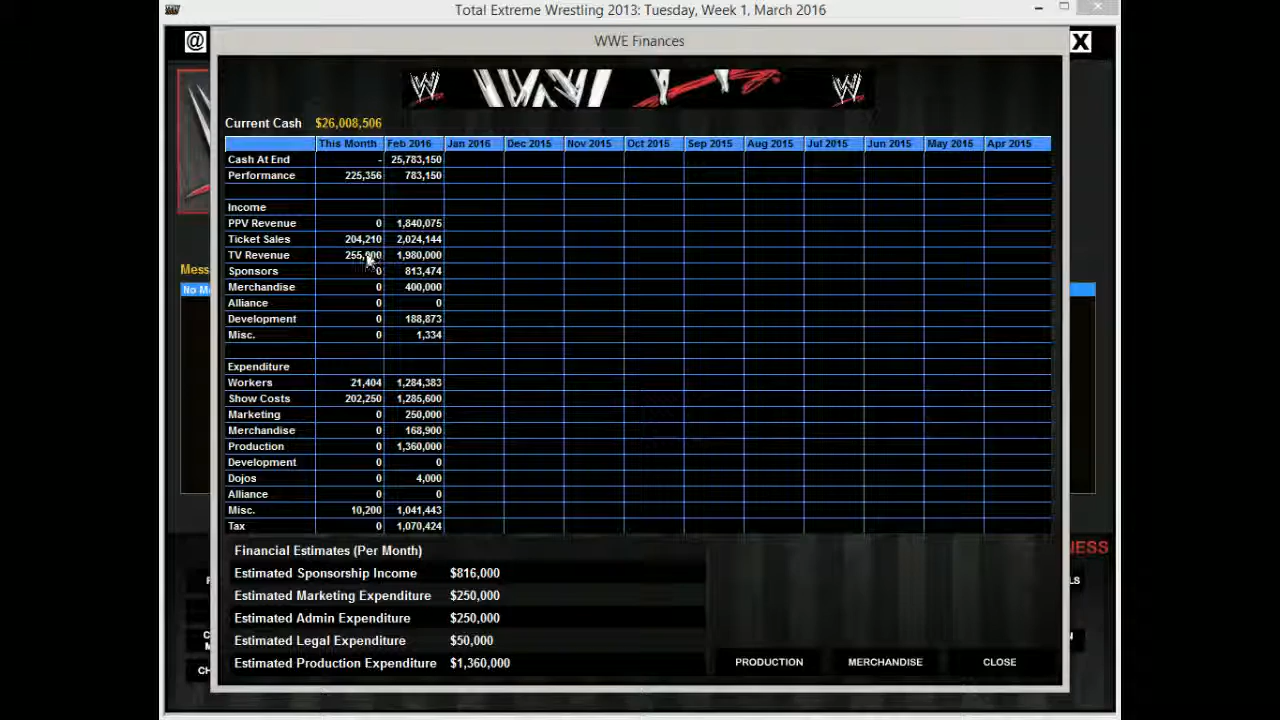 Total Extreme Wrestling 2013: Tuesday, Week 1, March 2016
@ WWE Finances X
Current Cash $26,008,506
This Month Feb 2016 Jan 2016 Dec 2015 Nov 2015 Oct 2015 Sep 2015 Aug 2015 Jul 2015 Jun 2015 May 2015 Apr 2015
Cash At End - 25,783,150
Performance 225,356 783,150
Income
PPV Revenue 0 1,840,075
Ticket Sales 204,210 2,024,144
TV Revenue 1,980,000
Mess
Sponsors 0 813,474
Merchandise 0 400,000
No M
Alliance 0 0
Development 0 188,873
Misc. 0 1,334
Expenditure
Workers 21,404 1,284,383
Show Costs 202,250 1,285,600
Marketing 0 250,000
Merchandise 0 168,900
Production 0 1,360,000
Development 0 0
Dojos 0 4,000
Alliance 0 0
Misc. 10,200 1,041,443
Tax 0 1,070,424
Financial Estimates (Per Month)
NESS
Estimated Sponsorship Income $816,000
Estimated Marketing Expenditure $250,000
Estimated Admin Expenditure $250,000
Estimated Legal Expenditure $50,000
Estimated Production Expenditure $1,360,000
PRODUCTION MERCHANDISE CLOSE